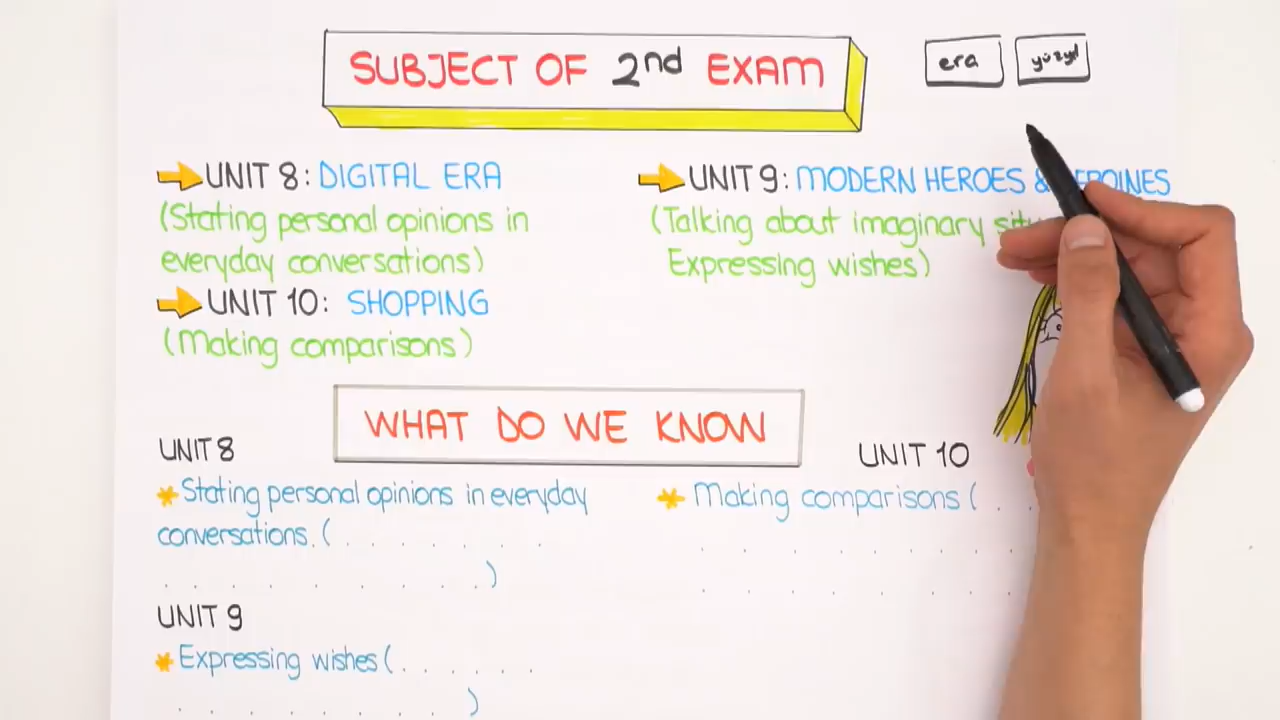 SUBJECT OF 2nd EXAM
era
yüzyıl
UNIT 8: DIGITAL ERA
(Stating personal opinions in
everyday conversations)
UNIT 10: SHOPPING
(Making comparisons)
UNIT 9: MODERN HEROES &
(Talking about imaginary
Expressing wishes)
WHAT DO WE KNOW
UNIT 8
* Stating personal opinions in everyday
conversations. ( . . . . . . .
. . . . . . . . . . )
UNIT 9
* Expressing wishes ( . . . . . .
. . . . . . . . )
UNIT 10
* Making comparisons ( . .
. . . . . . . .
. . . . . . . .